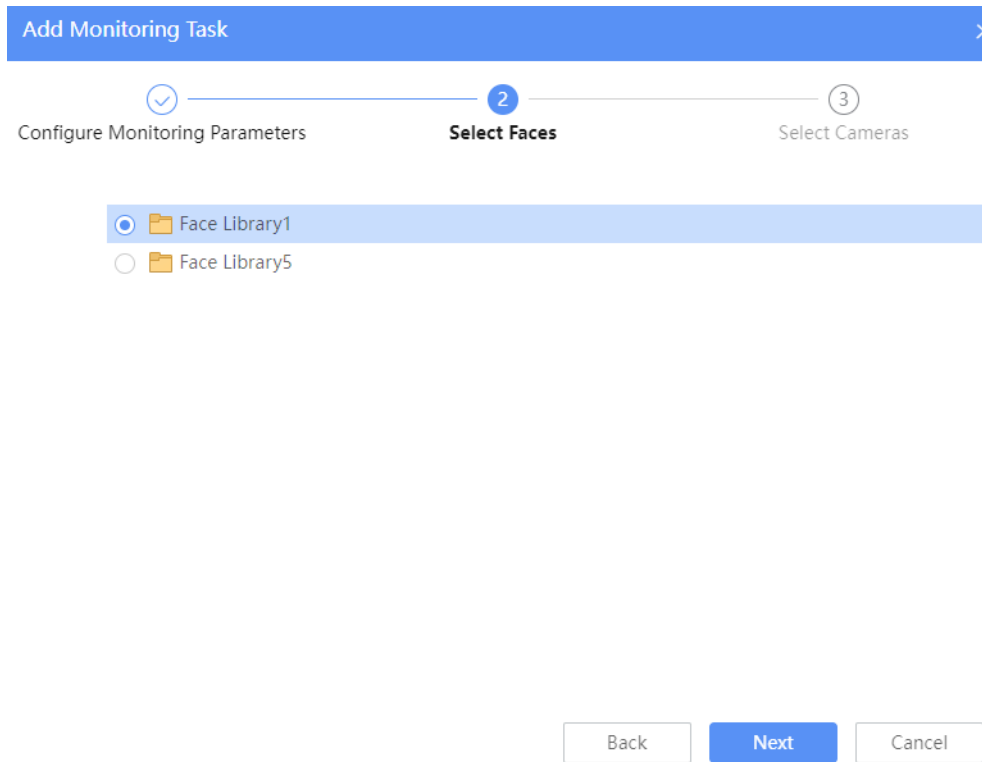 Add Monitoring Task
2
3
Configure Monitoring Parameters
Select Faces
Select Cameras
Face Library1
Face Library5
Back
Next
Cancel